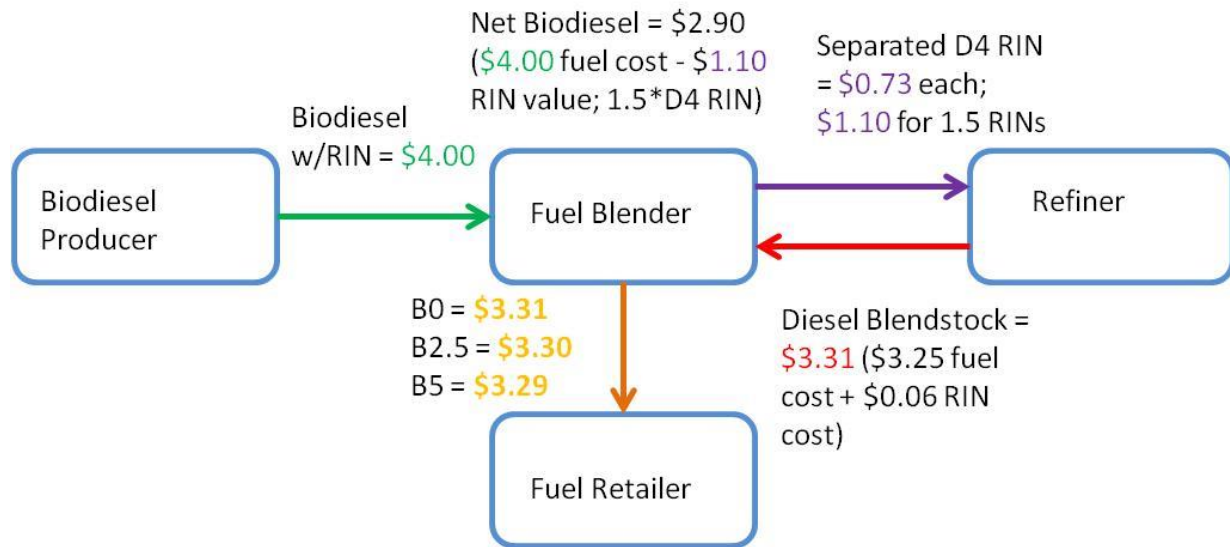 Net Biodiesel = $2.90
($4.00 fuel cost - $1.10
RIN value; 1.5*D4 RIN)
Separated D4 RIN
= $0.73 each;
$1.10 for 1.5 RINs
Biodiesel
w/RIN = $4.00
Biodiesel
Producer
Fuel Blender
Refiner
B0 = $3.31
B2.5 = $3.30
B5 = $3.29
Diesel Blendstock =
$3.31 ($3.25 fuel
cost + $0.06 RIN
cost)
Fuel Retailer